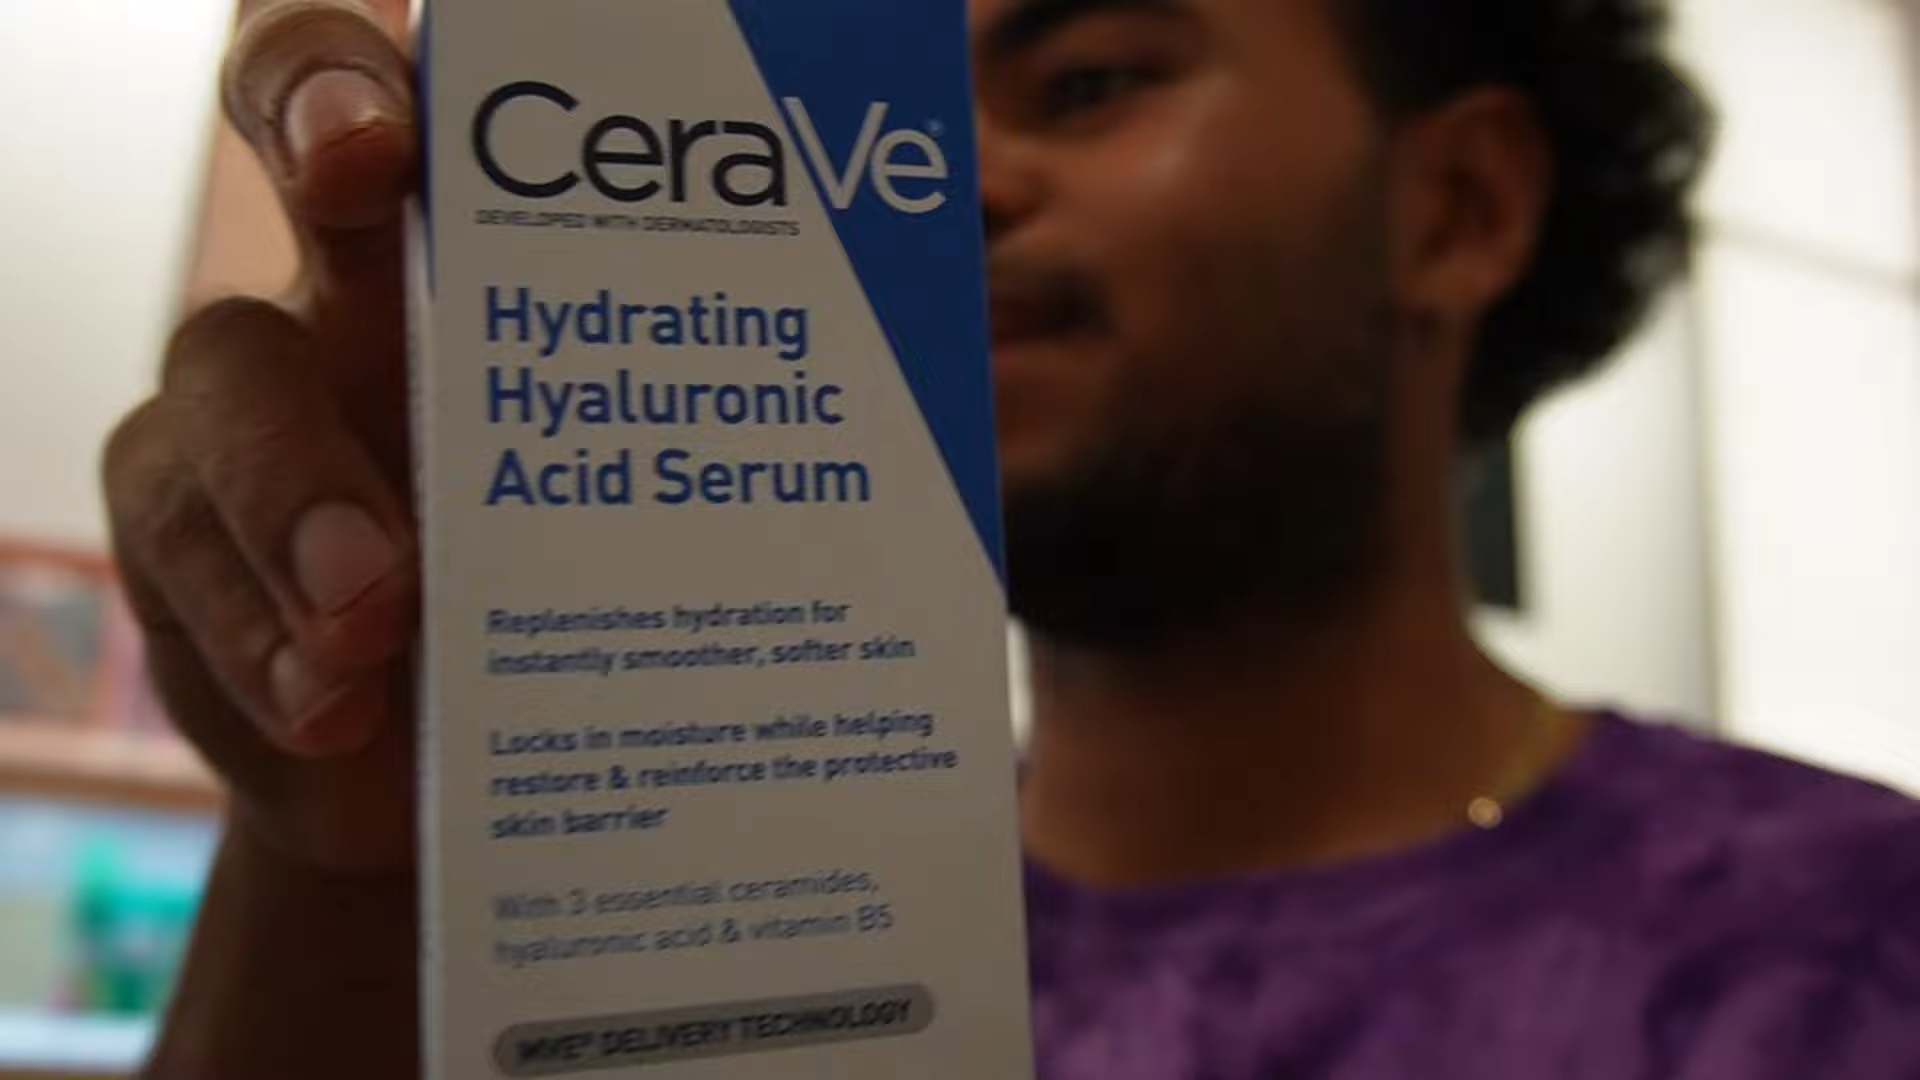 CeraVe®
DEVELOPED WITH DERMATOLOGISTS
Hydrating
Hyaluronic
Acid Serum
Replenishes hydration for
instantly smoother, softer skin
Locks in moisture while helping
restore & reinforce the protective
skin barrier
With 3 essential ceramides,
hyaluronic acid & vitamin B5
MVE® DELIVERY TECHNOLOGY